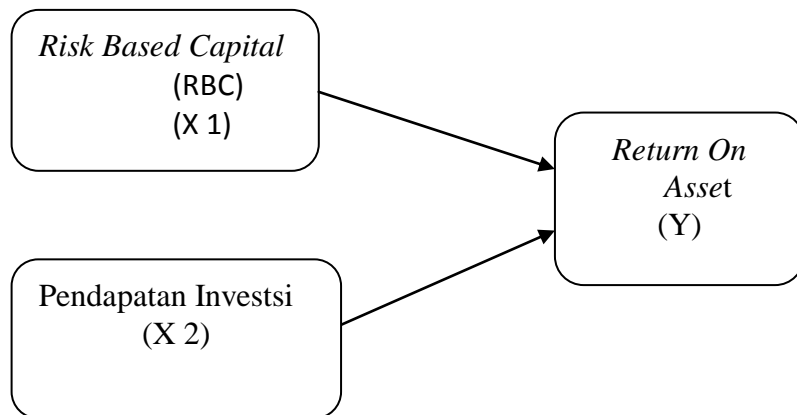 Risk Based Capital
(RBC)
(X 1)
Return On
Asset
(Y)
Pendapatan Investsi
(X 2)